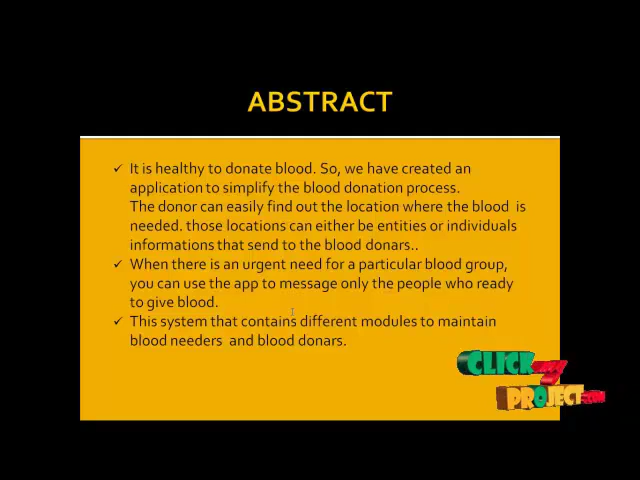 ABSTRACT
✓ It is healthy to donate blood. So, we have created an
application to simplify the blood donation process.
The donor can easily find out the location where the blood is
needed. those locations can either be entities or individuals
informations that send to the blood donars..
✓ When there is an urgent need for a particular blood group,
you can use the app to message only the people who ready
to give blood.
✓ This system that contains different modules to maintain
blood needers and blood donars.
CLICK MY
PROJECT.COM